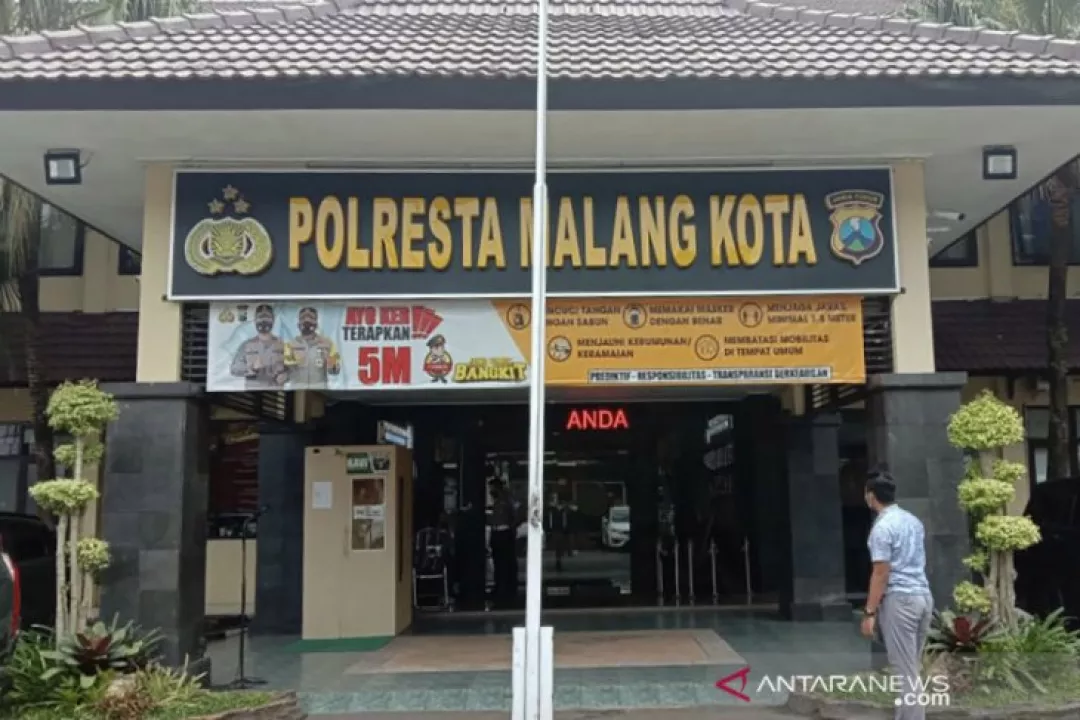 POLRESTA MALANG KOTA
AYO KER
TERAPKAN!!!
5M
BANGKIT
MENCUCI TANGAN
DENGAN SABUN
MEMAKAI MASKER
DENGAN BENAR
MENJAGA JARAK
MINIMAL 1,5 METER
MENJAUHI KERUMUNAN/
KERAMAIAN
MEMBATASI MOBILITAS
DI TEMPAT UMUM
PREDIKTIF - RESPONSIBILITAS - TRANSPARANSI BERKEADILAN
ANDA
ANTARANEWS
.com